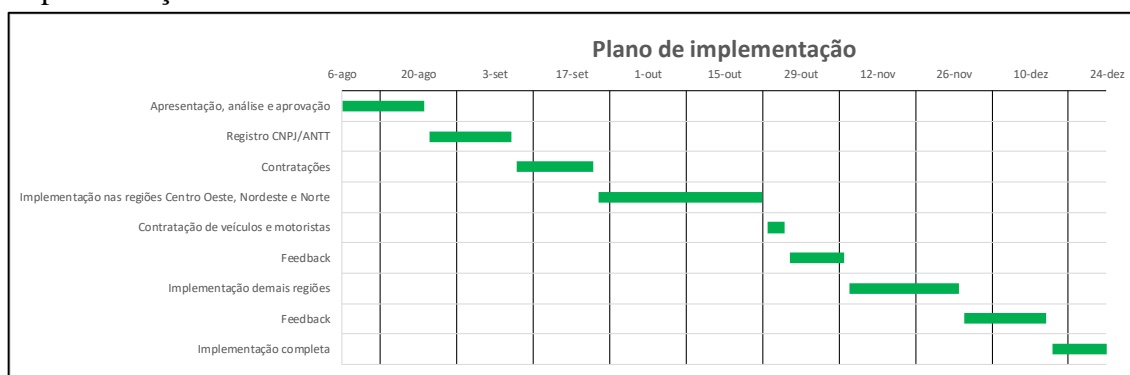 Plano de implementação
6-ago 20-ago 3-set 17-set 1-out 15-out 29-out 12-nov 26-nov 10-dez 24-dez
Apresentação, análise e aprovação
Registro CNPJ/ANTT
Contratações
Implementação nas regiões Centro Oeste, Nordeste e Norte
Contratação de veículos e motoristas
Feedback
Implementação demais regiões
Feedback
Implementação completa